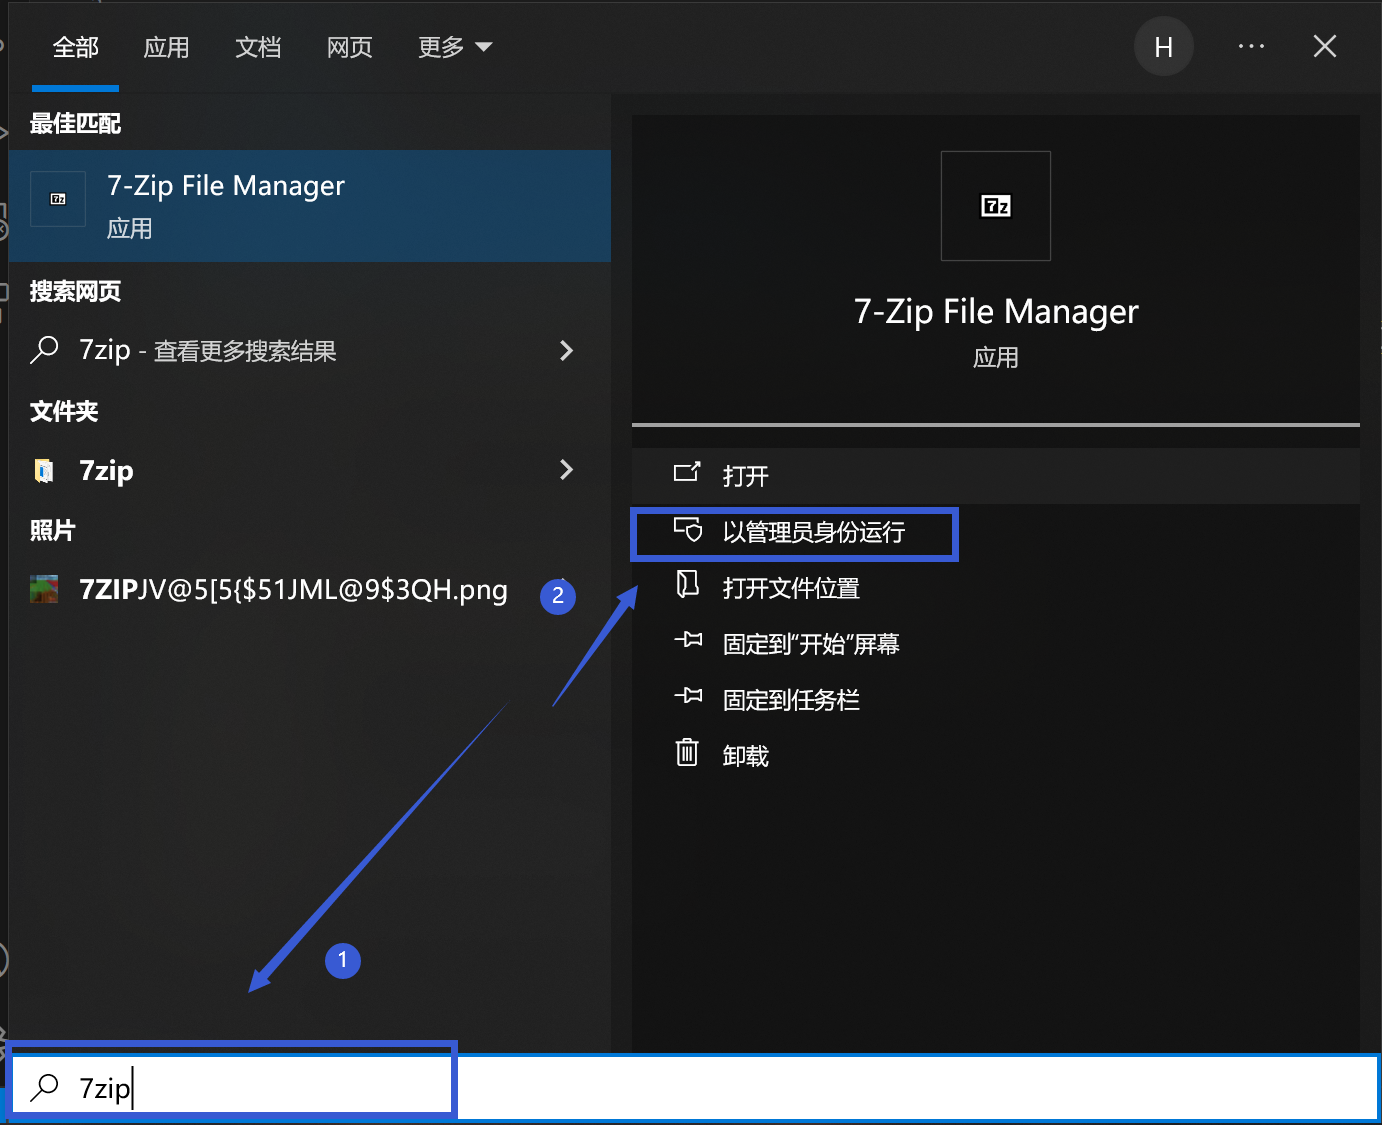 全部
应用
文档
网页
更多
H
最佳匹配
7-Zip File Manager
应用
搜索网页
7zip - 查看更多搜索结果
文件夹
7zip
照片
7ZIPJV@5[5{$51JML@9$3QH.png
2
1
7zip
7z
7z
7-Zip File Manager
应用
打开
以管理员身份运行
打开文件位置
固定到“开始”屏幕
固定到任务栏
卸载